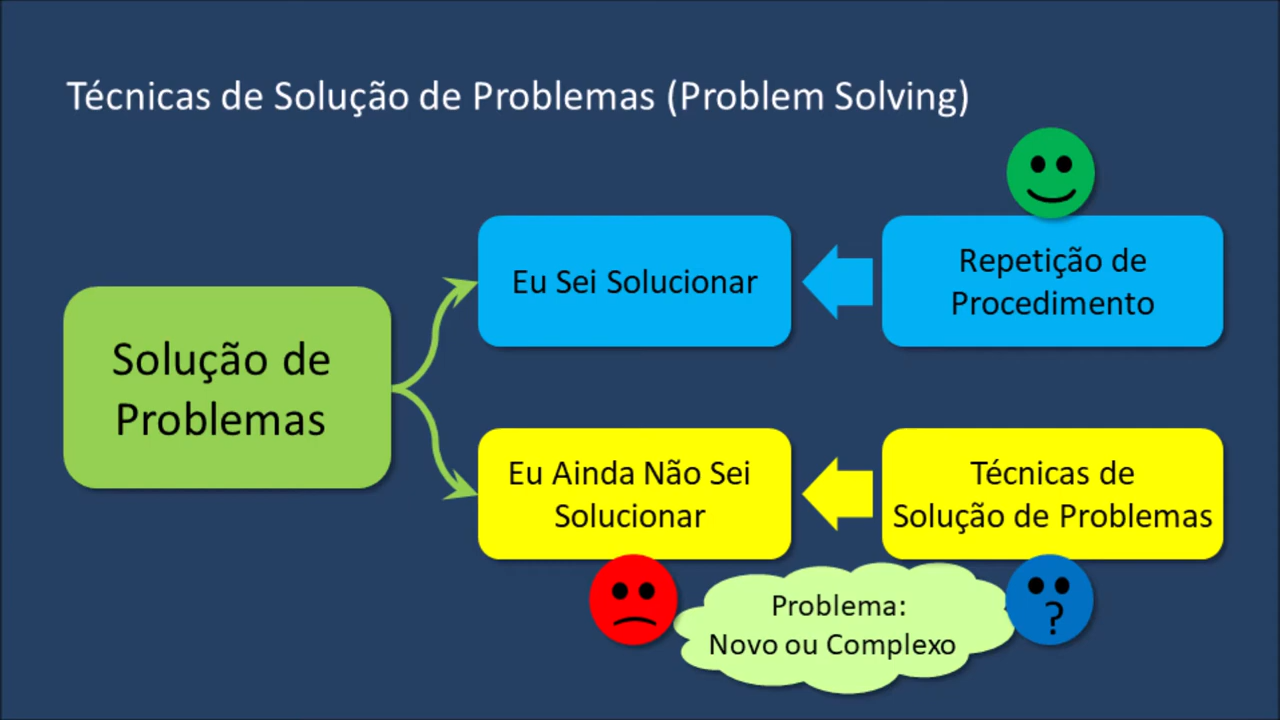 Técnicas de Solução de Problemas (Problem Solving)
Solução de
Problemas
Eu Sei Solucionar
Repetição de
Procedimento
Eu Ainda Não Sei
Solucionar
Técnicas de
Solução de Problemas
Problema:
Novo ou Complexo
?